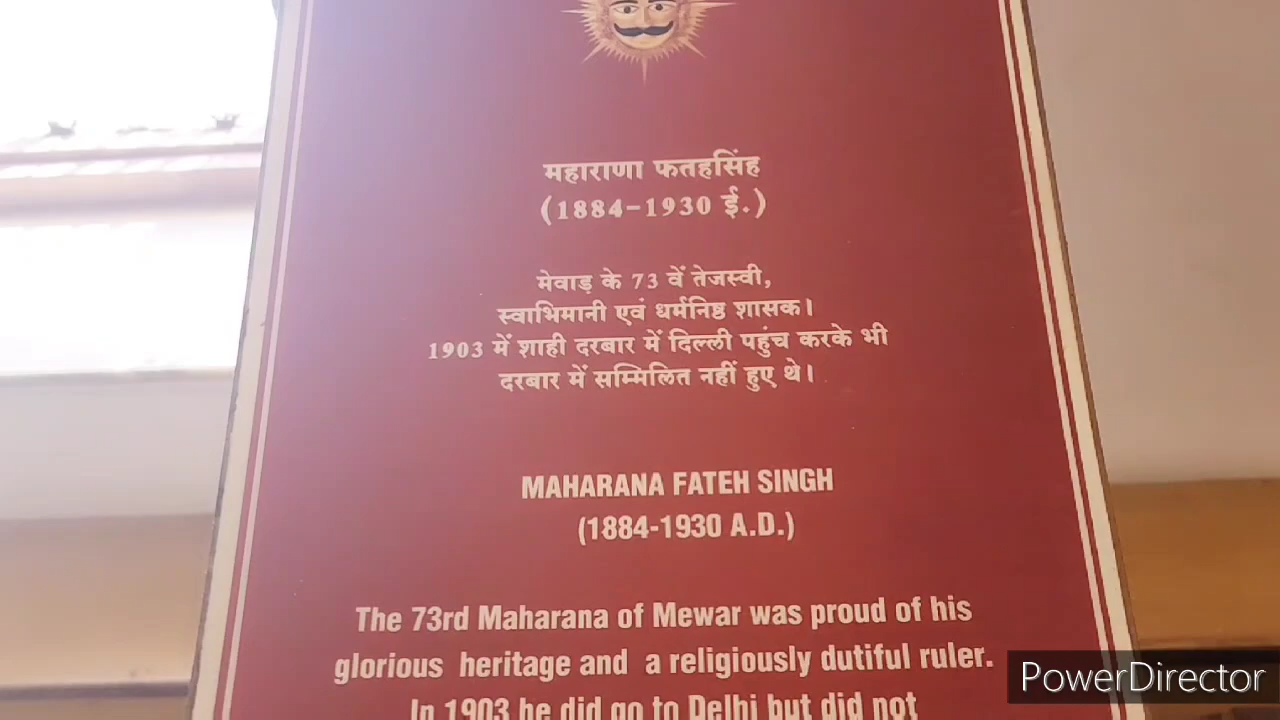 महाराणा फतहसिंह
(1884-1930 ई.)
मेवाड़ के 73 वें तेजस्वी,
स्वाभिमानी एवं धर्मनिष्ठ शासक।
1903 में शाही दरबार में दिल्ली पहुंच करके भी
दरबार में सम्मिलित नहीं हुए थे।
MAHARANA FATEH SINGH
(1884-1930 A.D.)
The 73rd Maharana of Mewar was proud of his
glorious heritage and a religiously dutiful ruler.
In 1903 he did go to Delhi but did not
PowerDirector